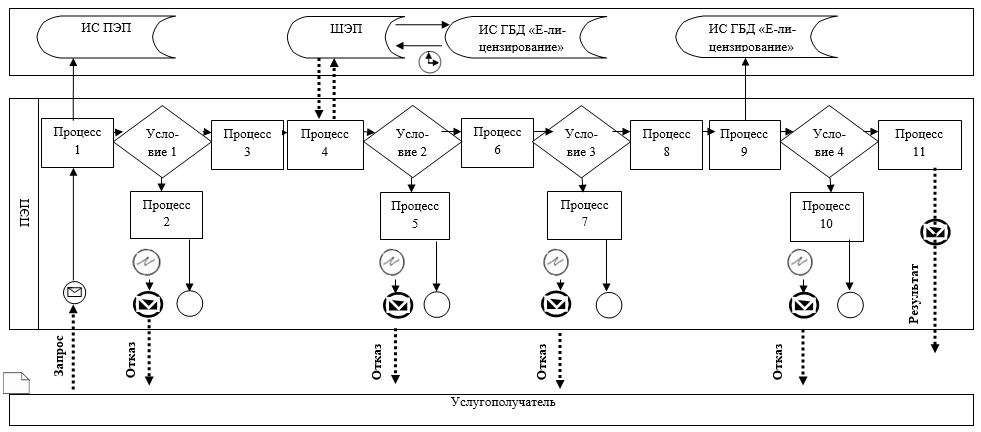 ИС ПЭП
ШЭП
ИС ГБД «Е-ли-
цензирование»
ИС ГБД «Е-ли-
цензирование»
ПЭП
Процесс
1
Усло-
вие 1
Процесс
3
Процесс
4
Усло-
вие 2
Процесс
6
Усло-
вие 3
Процесс
8
Процесс
9
Усло-
вие 4
Процесс
11
Процесс
2
Процесс
5
Процесс
7
Процесс
10
Запрос
Отказ
Отказ
Отказ
Отказ
Результат
Услугополучатель